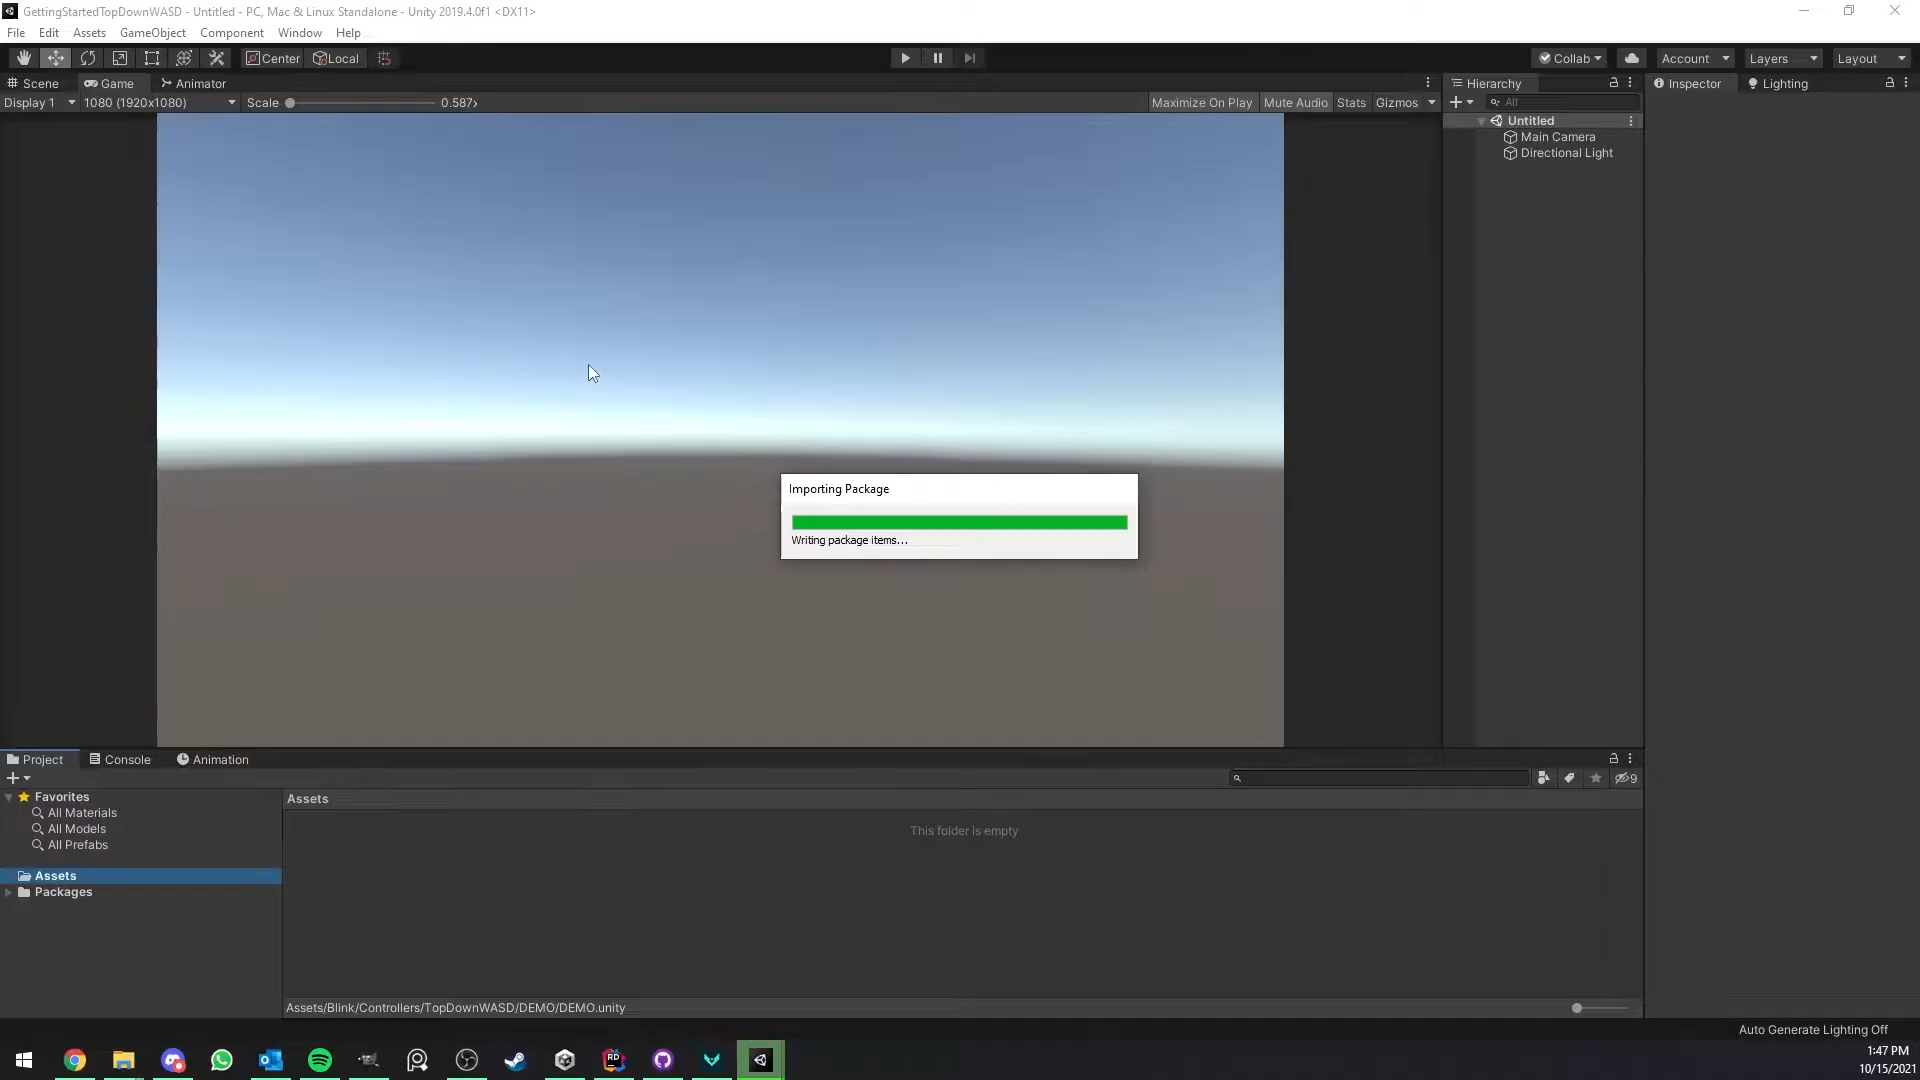 GettingStartedTopDownWASD - Untitled - PC, Mac & Linux Standalone - Unity 2019.4.0f1 <DX11>
File Edit Assets GameObject Component Window Help
Center Local Collab Account Layers Layout
Scene Game Animator Hierarchy Inspector Lighting
Display 1 1080 (1920x1080) Scale 0.587x Maximize On Play Mute Audio Stats Gizmos All
Untitled
Main Camera
Directional Light
Importing Package
Writing package items...
Project Console Animation
9
Favorites Assets
All Materials
All Models
All Prefabs
This folder is empty
Assets
Packages
Assets/Blink/Controllers/TopDownWASD/DEMO/DEMO.unity
Auto Generate Lighting Off
RD
1:47 PM
10/15/2021